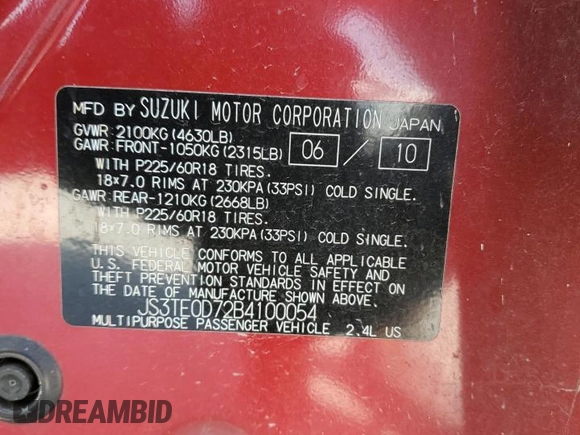 MFD BY SUZUKI MOTOR CORPORATION JAPAN
GVWR:2100KG(4630LB)
GAWR:FRONT-1050KG(2315LB) 06 / 10
WITH P225/60R18 TIRES.
18×7.0 RIMS AT 230KPA(33PSI) COLD SINGLE.
GAWR:REAR-1210KG(2668LB)
WITH P225/60R18 TIRES.
18×7.0 RIMS AT 230KPA(33PSI) COLD SINGLE.
THIS VEHICLE CONFORMS TO ALL APPLICABLE
U.S. FEDERAL MOTOR VEHICLE SAFETY AND
THEFT PREVENTION STANDARDS IN EFFECT ON
THE DATE OF MANUFACTURE SHOWN ABOVE.
JS3TE0D72B4100054
MULTIPURPOSE PASSENGER VEHICLE 2.4L US
DREAMBID